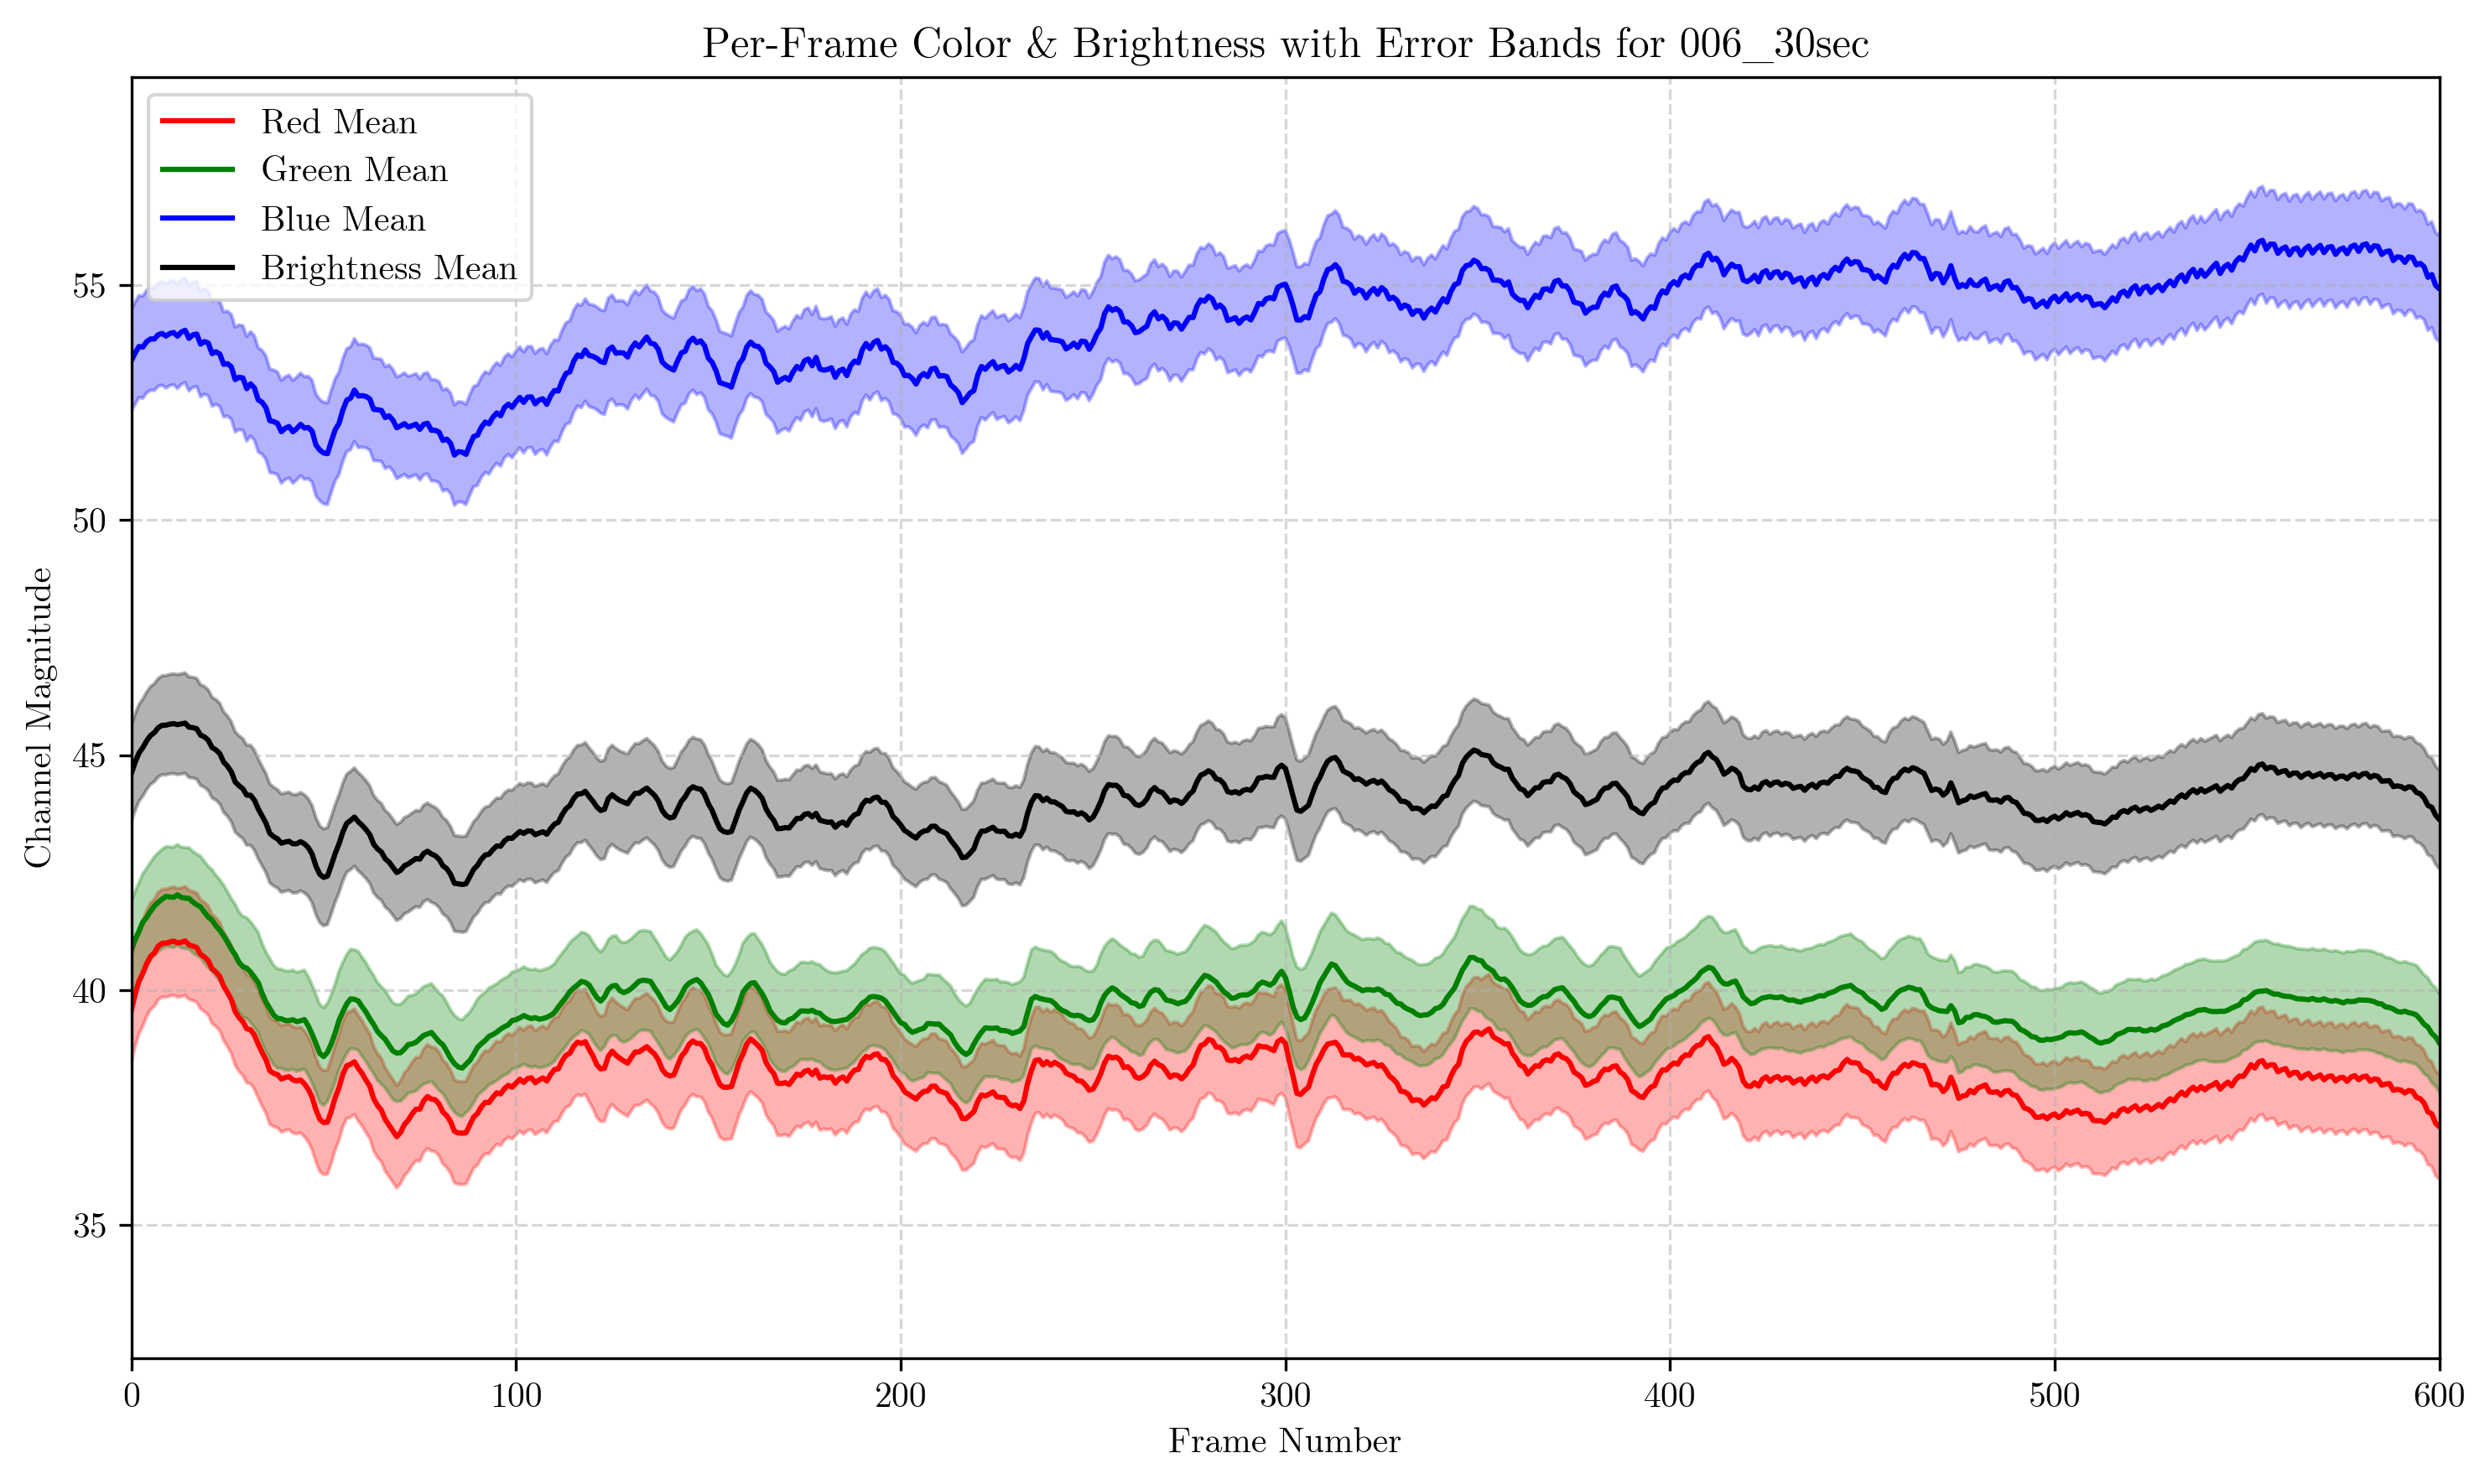 Per-Frame Color & Brightness with Error Bands for 006_30sec
Red Mean
Green Mean
Blue Mean
Brightness Mean
Channel Magnitude
55
50
45
40
35
0 100 200 300 400 500 600
Frame Number